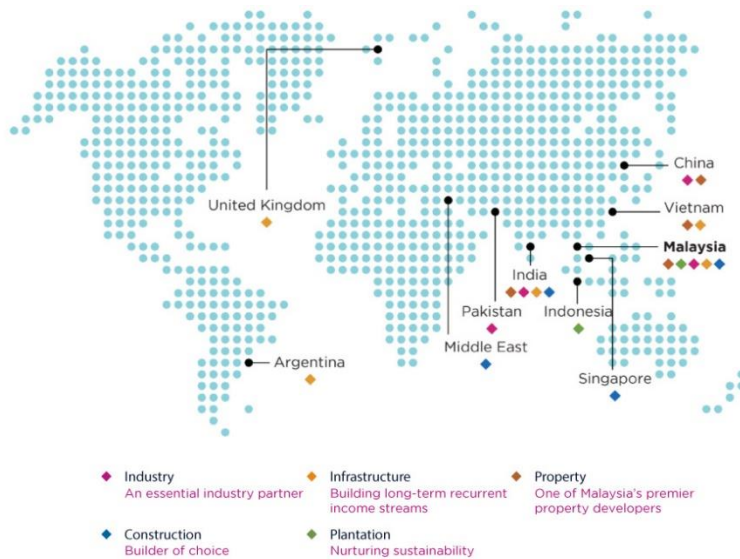 China
United Kingdom
Vietnam
Malaysia
India
Pakistan
Indonesia
Middle East
Argentina
Singapore
Industry
An essential industry partner
Infrastructure
Building long-term recurrent
income streams
Property
One of Malaysia's premier
property developers
Construction
Builder of choice
Plantation
Nurturing sustainability